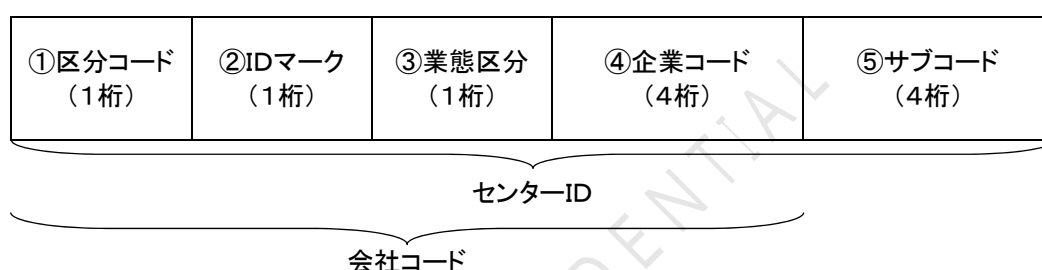 ①区分コード ②IDマーク ③業態区分 ④企業コード ⑤サブコード
（1桁） （1桁） （1桁） （4桁） （4桁）
センターID
会社コード
DENTIAL